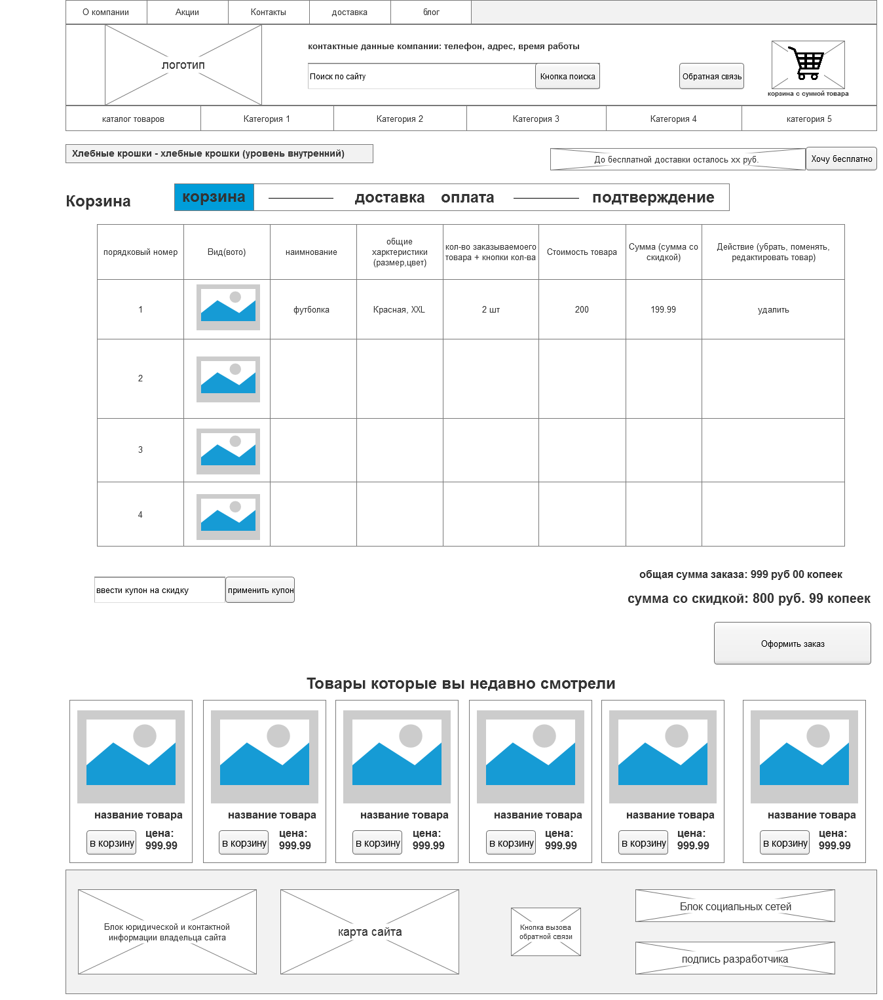 О компании
Акции
Контакты
доставка
блог
логотип
контактные данные компании: телефон, адрес, время работы
Поиск по сайту
Кнопка поиска
Обратная связь
корзина с суммой товара
каталог товаров
Категория 1
Категория 2
Категория 3
Категория 4
категория 5
Хлебные крошки - хлебные крошки (уровень внутренний)
До бесплатной доставки осталось xx руб.
Хочу бесплатно
Корзина
корзина
доставка
оплата
подтверждение
порядковый номер
Вид(вото)
наимнование
общие
харктеристики
(размер,цвет)
кол-во заказываемоего
товара + кнопки кол-ва
Стоимость товара
Сумма (сумма со
скидкой)
Действие (убрать, поменять,
редактировать товар)
1
футболка
Красная, XXL
2 шт
200
199.99
удалить
2
3
4
ввести купон на скидку
применить купон
общая сумма заказа: 999 руб 00 копеек
сумма со скидкой: 800 руб. 99 копеек
Оформить заказ
Товары которые вы недавно смотрели
название товара
в корзину
цена:
999.99
название товара
в корзину
цена:
999.99
название товара
в корзину
цена:
999.99
название товара
в корзину
цена:
999.99
название товара
в корзину
цена:
999.99
название товара
в корзину
цена:
999.99
Блок юридической и контактной
информации владельца сайта
карта сайта
Кнопка вызова
обратной связи
Блок социальных сетей
подпись разработчика